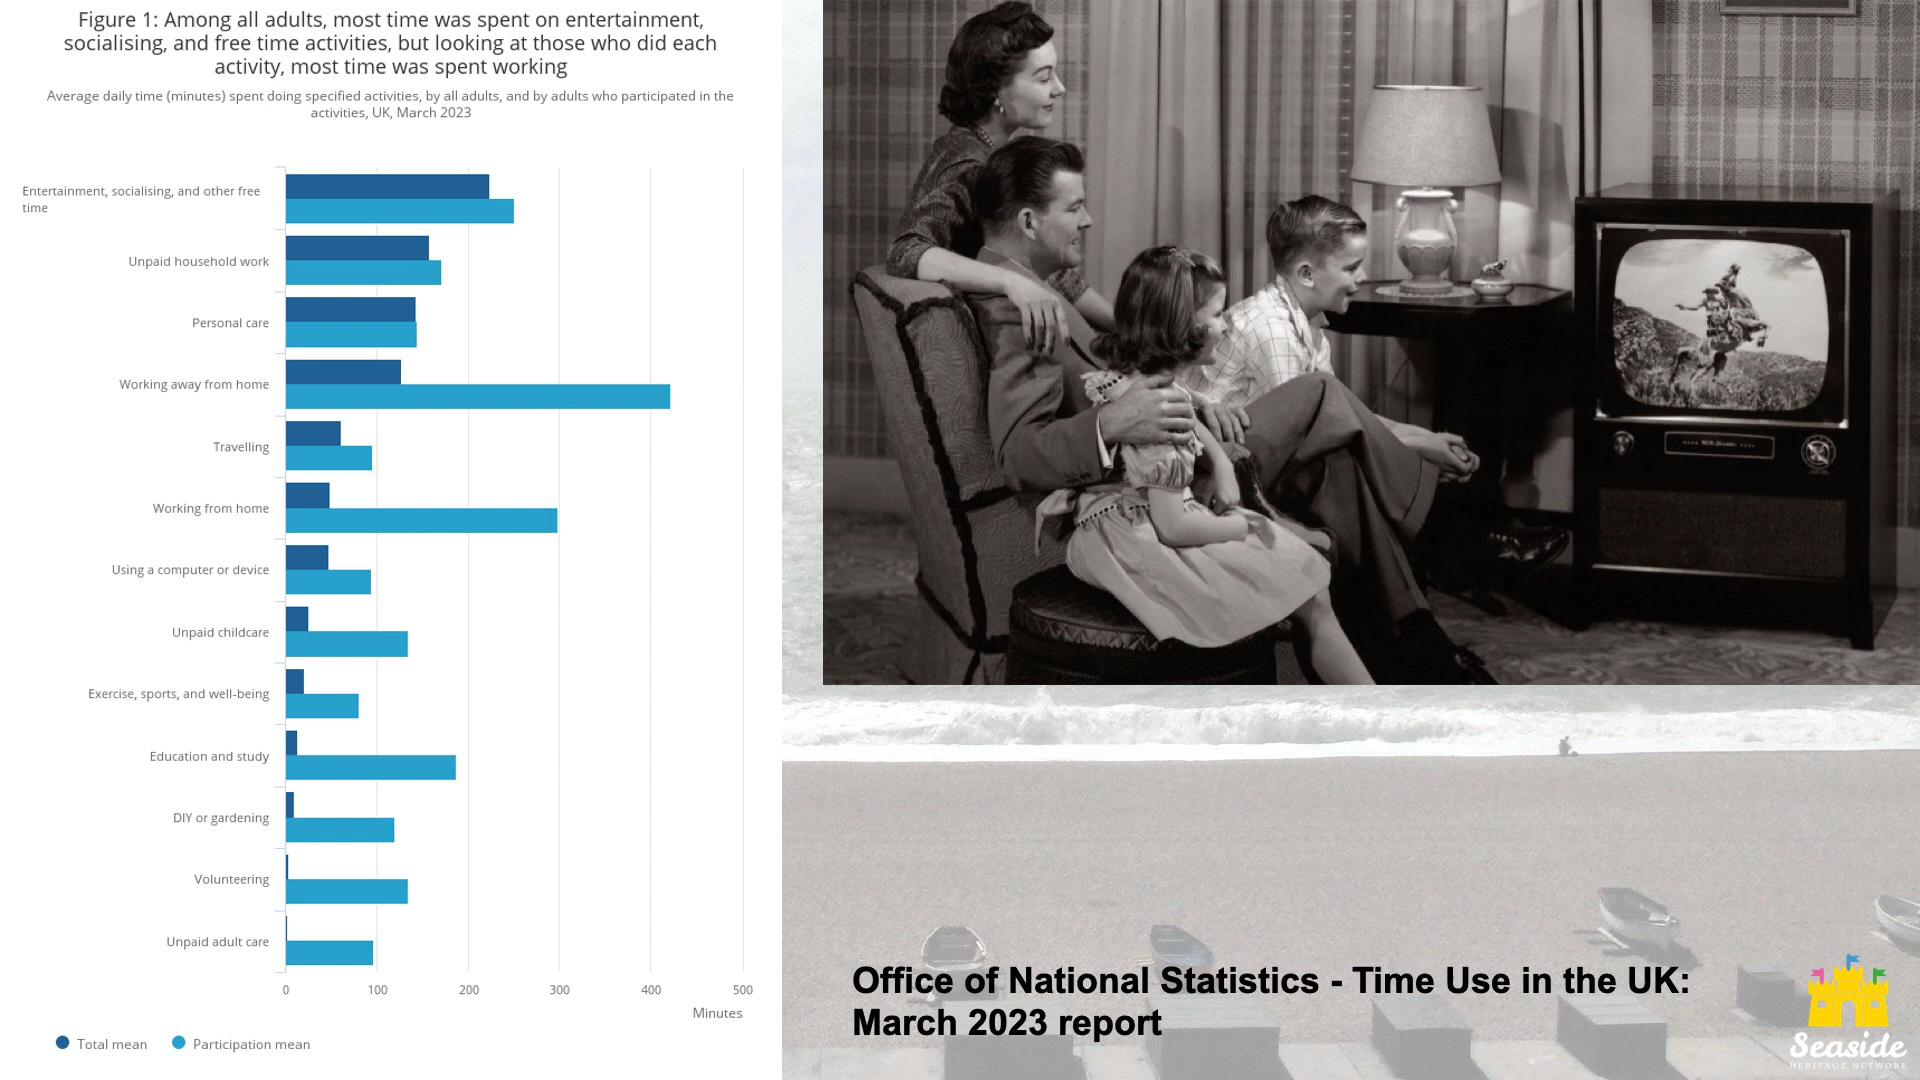 Figure 1: Among all adults, most time was spent on entertainment,
socialising, and free time activities, but looking at those who did each
activity, most time was spent working
Average daily time (minutes) spent doing specified activities, by all adults, and by adults who participated in the
activities, UK, March 2023
Entertainment, socialising, and other free
time
Unpaid household work
Personal care
Working away from home
Travelling
Working from home
Using a computer or device
Unpaid childcare
Exercise, sports, and well-being
Education and study
DIY or gardening
Volunteering
Unpaid adult care
0 100 200 300 400 500
Minutes
Total mean Participation mean
Office of National Statistics - Time Use in the UK:
March 2023 report
Seaside
HERITAGE NETWORK